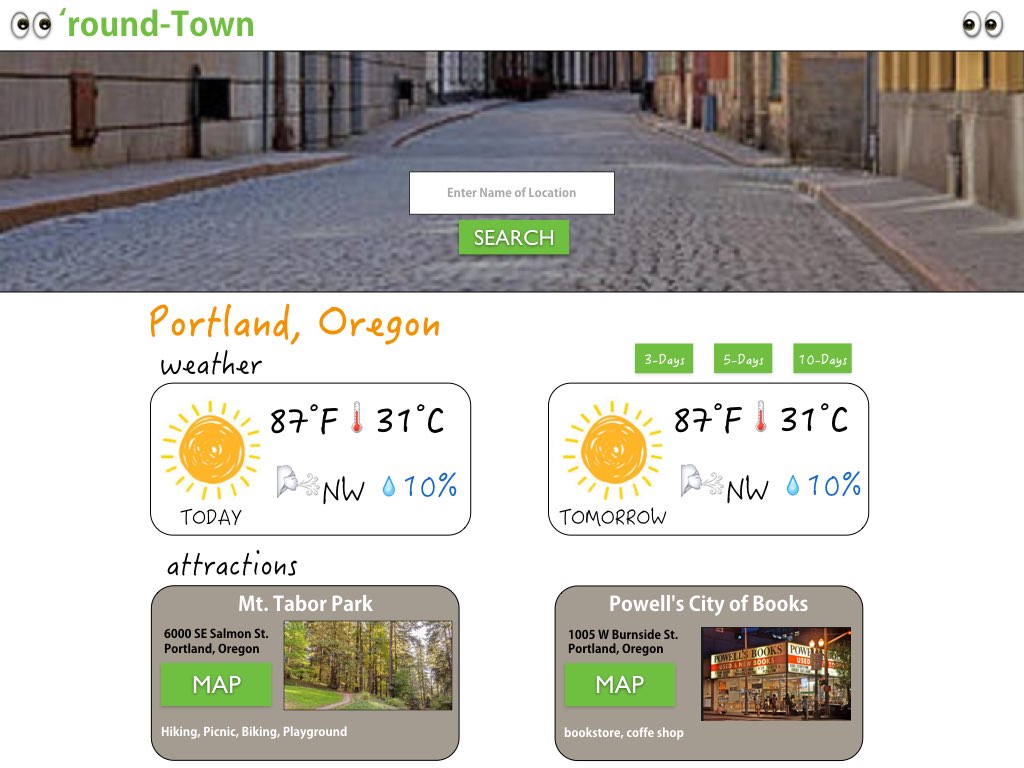 ‘round-Town
Enter Name of Location
SEARCH
Portland, Oregon
weather
3-Days 5-Days 10-Days
87°F 31°C
NW 10%
TODAY
87°F 31°C
NW 10%
TOMORROW
attractions
Mt. Tabor Park
6000 SE Salmon St.
Portland, Oregon
MAP
Hiking, Picnic, Biking, Playground
Powell's City of Books
1005 W Burnside St.
Portland, Oregon
MAP
POWELL'S BOOKS
USED & NEW BOOKS
bookstore, coffe shop